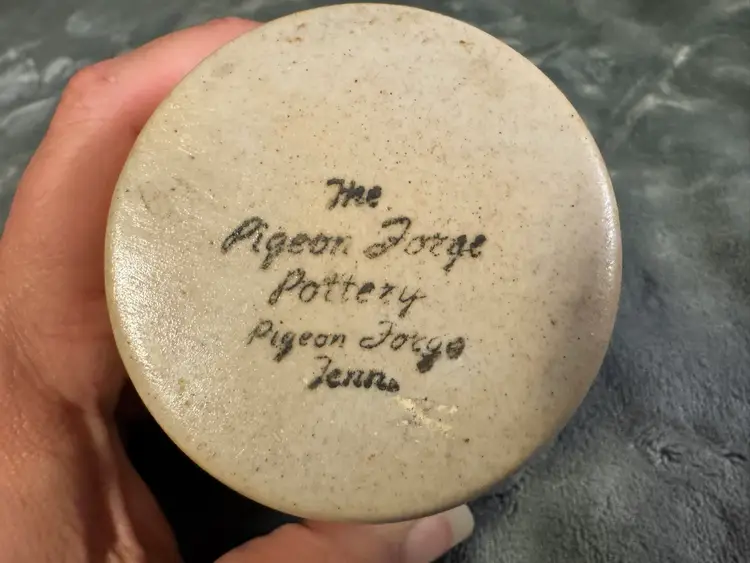 The
Pigeon Forge
Pottery
Pigeon Forge
Tenn.